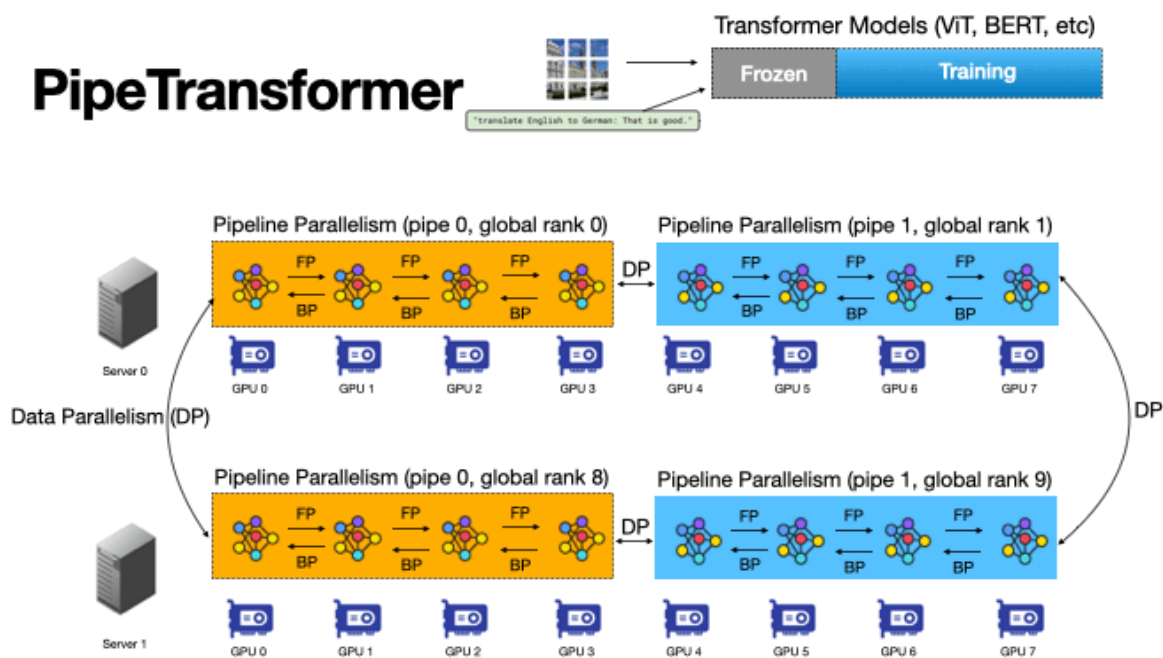 Transformer Models (ViT, BERT, etc)
PipeTransformer
Frozen
Training
"translate English to German: That is good."
Pipeline Parallelism (pipe 0, global rank 0)
Pipeline Parallelism (pipe 1, global rank 1)
FP FP FP DP FP FP FP
BP BP BP BP BP BP
Server 0
GPU 0 GPU 1 GPU 2 GPU 3 GPU 4 GPU 5 GPU 6 GPU 7
Data Parallelism (DP)
DP
Pipeline Parallelism (pipe 0, global rank 8)
Pipeline Parallelism (pipe 1, global rank 9)
FP FP FP DP FP FP FP
BP BP BP BP BP BP
Server 1
GPU 0 GPU 1 GPU 2 GPU 3 GPU 4 GPU 5 GPU 6 GPU 7